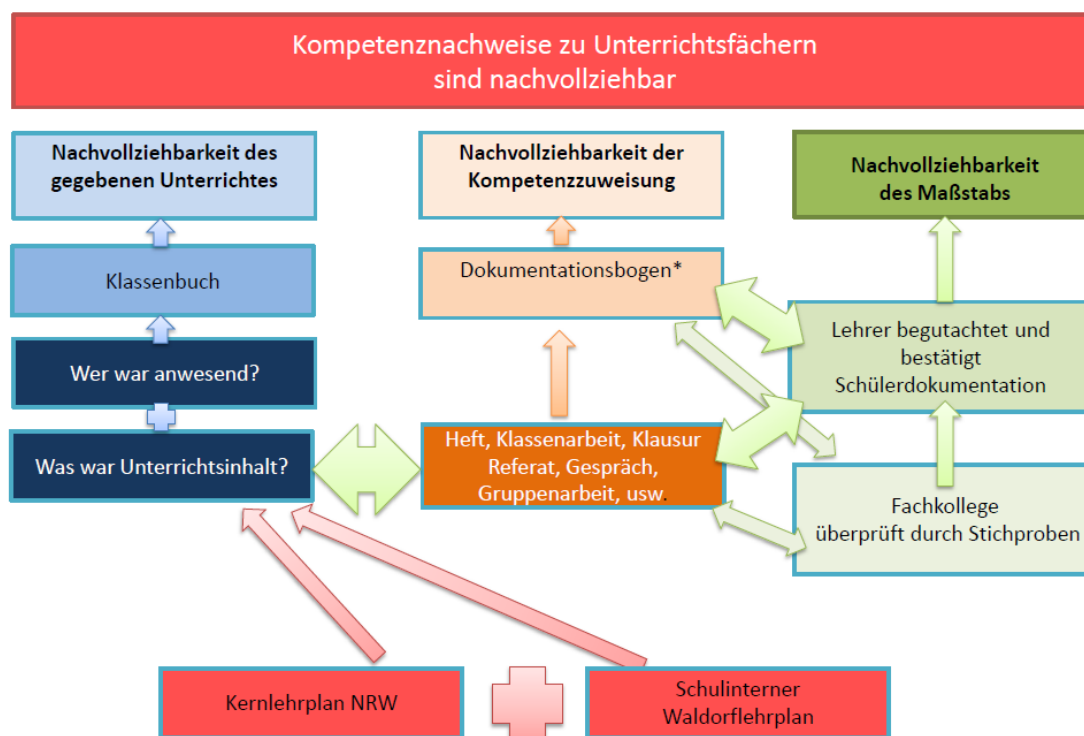 Kompetenznachweise zu Unterrichtsfächern
sind nachvollziehbar
Nachvollziehbarkeit des
gegebenen Unterrichtes
Klassenbuch
Wer war anwesend?
Was war Unterrichtsinhalt?
Nachvollziehbarkeit der
Kompetenzzuweisung
Dokumentationsbogen*
Heft, Klassenarbeit, Klausur
Referat, Gespräch,
Gruppenarbeit, usw.
Nachvollziehbarkeit
des Maßstabs
Lehrer begutachtet und
bestätigt
Schülerdokumentation
Fachkollege
überprüft durch Stichproben
Kernlehrplan NRW
Schulinterner
Waldorflehrplan